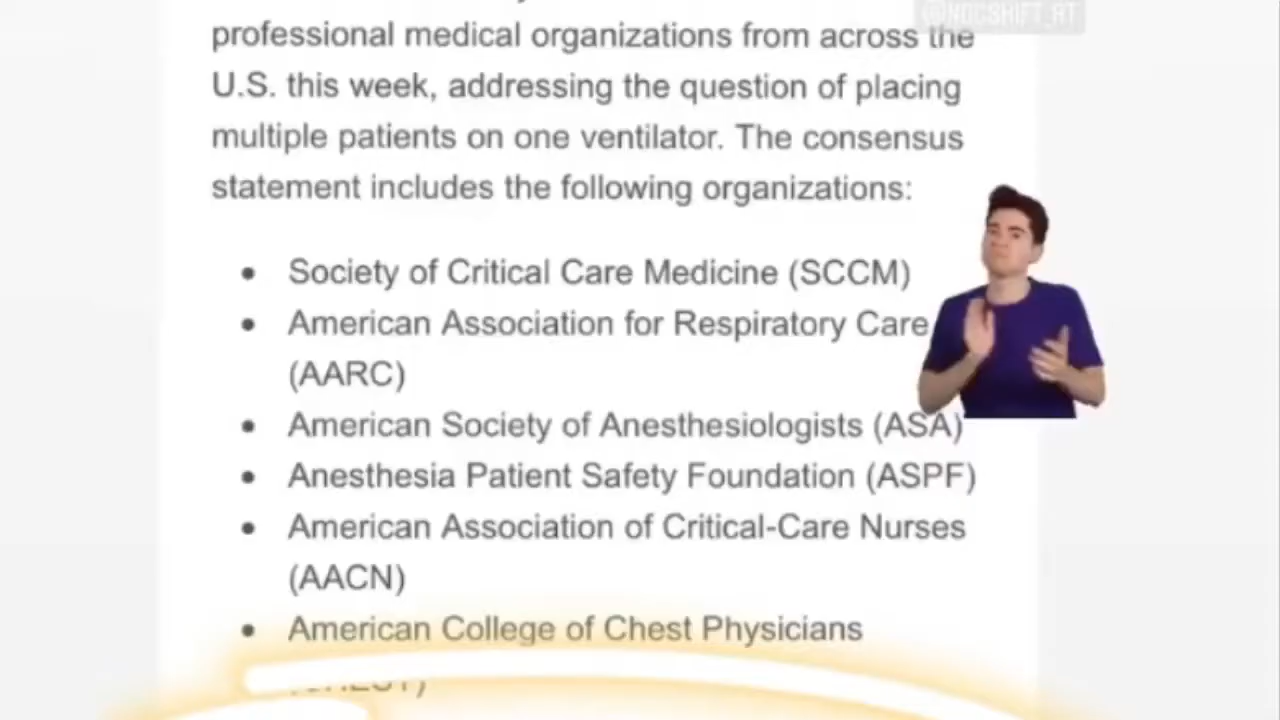 @NOCSHIFT_RT
professional medical organizations from across the
U.S. this week, addressing the question of placing
multiple patients on one ventilator. The consensus
statement includes the following organizations:
• Society of Critical Care Medicine (SCCM)
• American Association for Respiratory Care
(AARC)
• American Society of Anesthesiologists (ASA)
• Anesthesia Patient Safety Foundation (ASPF)
• American Association of Critical-Care Nurses
(AACN)
• American College of Chest Physicians